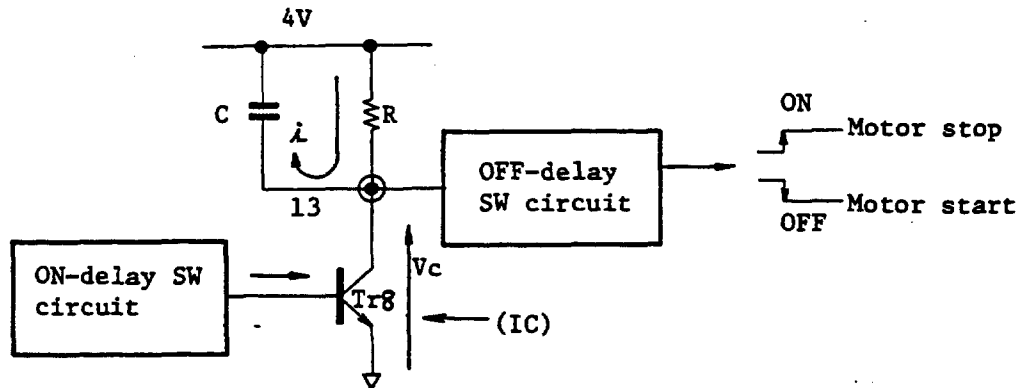 4V
C
R
i
13
ON
Motor stop
OFF-delay
SW circuit
OFF
Motor start
ON-delay SW
circuit
Tr8
Vc
(IC)